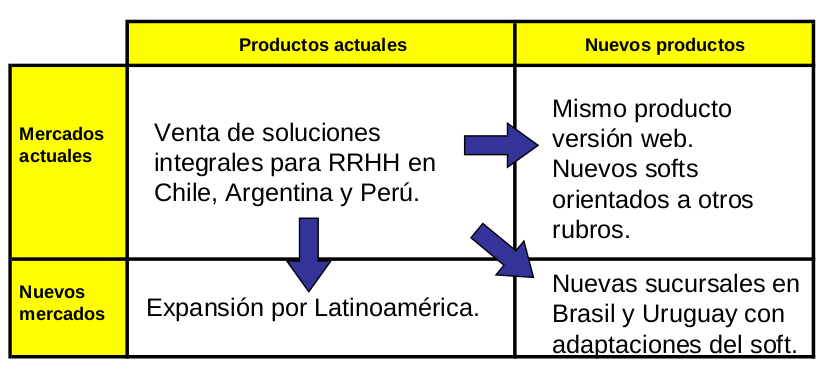 Productos actuales
Nuevos productos
Mercados
actuales
Venta de soluciones
integrales para RRHH en
Chile, Argentina y Perú.
Mismo producto
versión web.
Nuevos softs
orientados a otros
rubros.
Nuevos
mercados
Expansión por Latinoamérica.
Nuevas sucursales en
Brasil y Uruguay con
adaptaciones del soft.